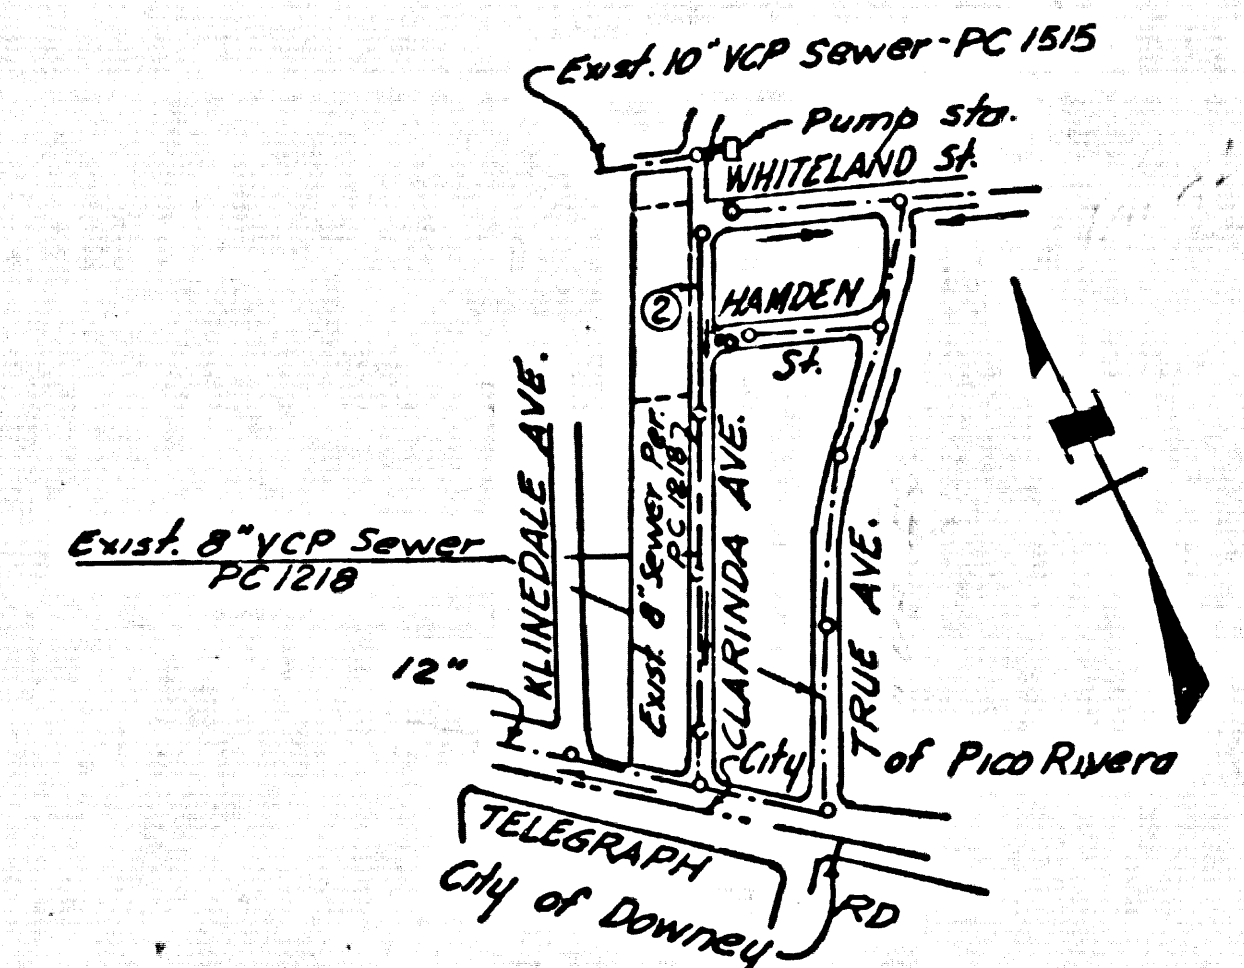 Exist. 10" VCP Sewer - PC 1515
Pump sta.
WHITELAND St.
2
HAMDEN
St.
KLINEDALE AVE.
Exist. 8" Sewer Per.
PC 1218
CLARINDA AVE.
TRUE AVE.
Exist. 8" VCP Sewer
PC 1218
12"
City of Pico Rivera
TELEGRAPH RD
City of Downey